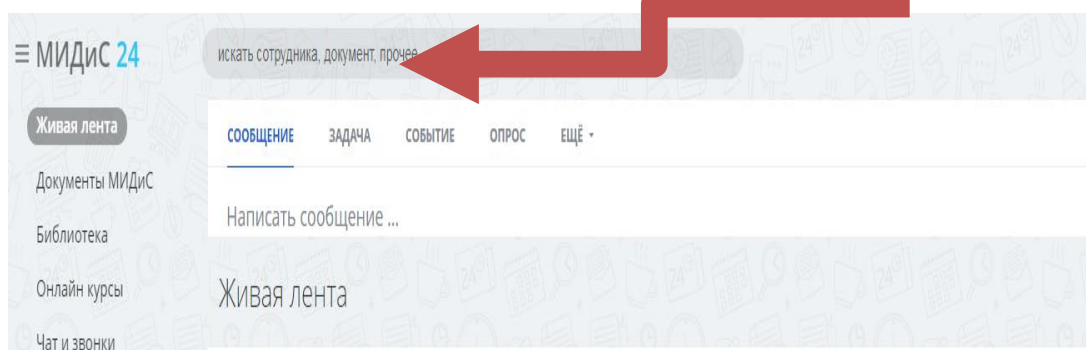 ☰ МИДиС 24
искать сотрудника, документ, прочее
Живая лента
Документы МИДиС
Библиотека
Онлайн курсы
Чат и звонки
СООБЩЕНИЕ ЗАДАЧА СОБЫТИЕ ОПРОС ЕЩЁ
Написать сообщение ...
Живая лента